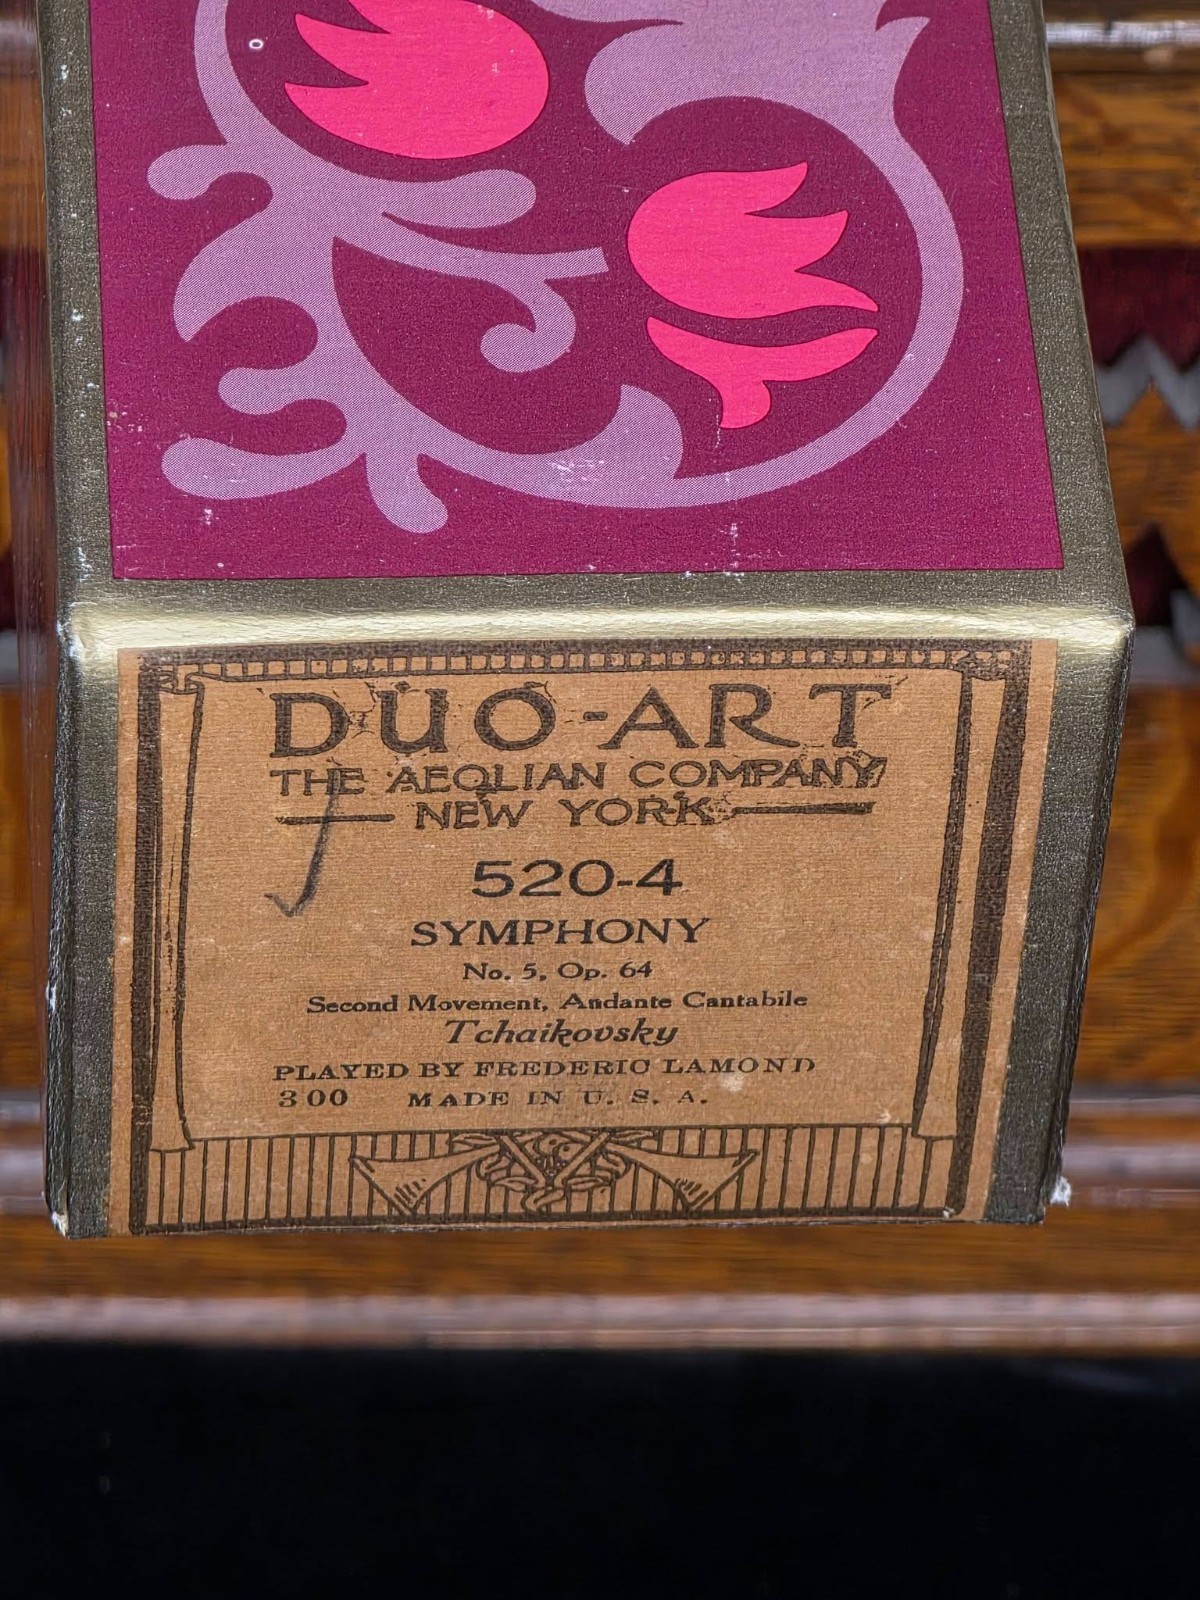 DUO-ART
THE AEOLIAN COMPANY
NEW YORK
520-4
SYMPHONY
No. 5, Op. 64
Second Movement, Andante Cantabile
Tchaikovsky
PLAYED BY FREDERIC LAMOND
300 MADE IN U. S. A.